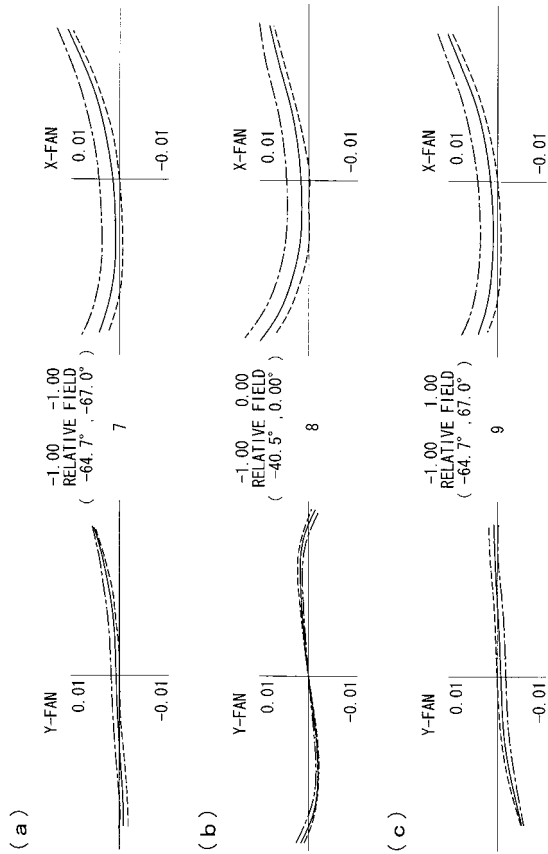 (a)
Y-FAN
0.01
-0.01
-1.00 -1.00
RELATIVE FIELD
( -64.7° , -67.0° )
7
X-FAN
0.01
-0.01
(b)
Y-FAN
0.01
-0.01
-1.00 0.00
RELATIVE FIELD
( -40.5° , 0.00° )
8
X-FAN
0.01
-0.01
(c)
Y-FAN
0.01
-0.01
-1.00 1.00
RELATIVE FIELD
( -64.7° , 67.0° )
9
X-FAN
0.01
-0.01